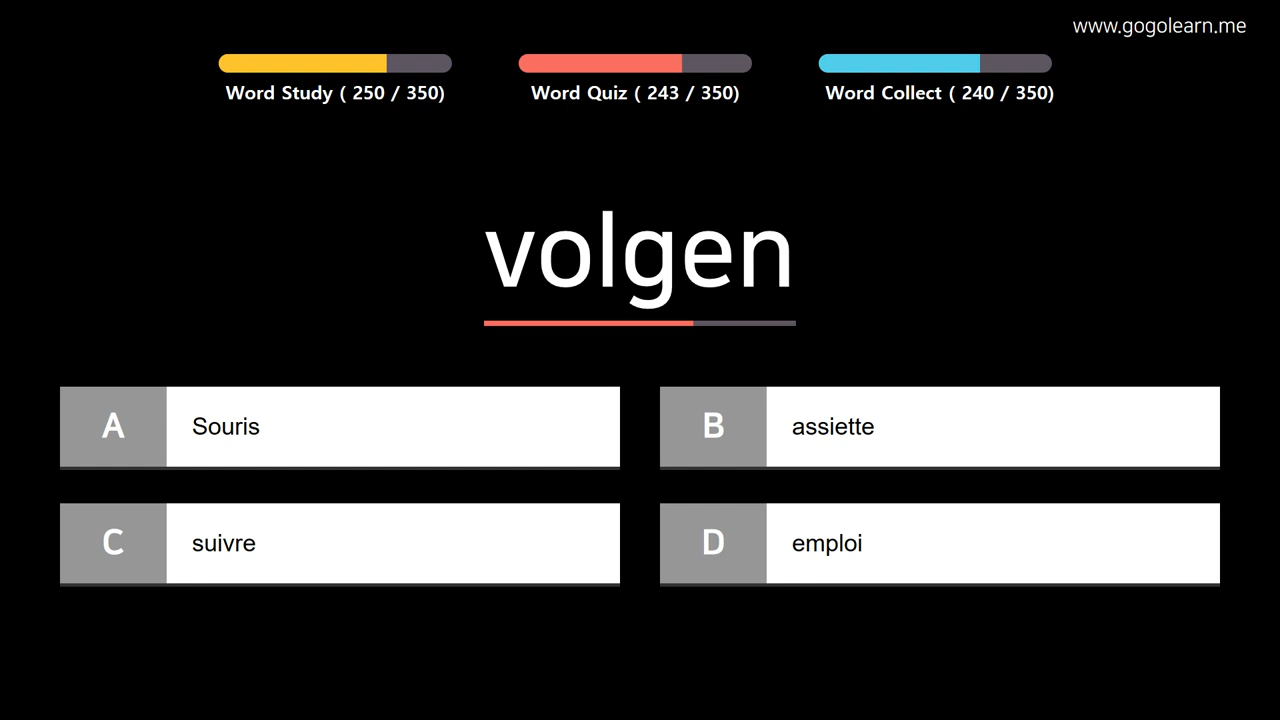 www.gogolearn.me
Word Study ( 250 / 350)
Word Quiz ( 243 / 350)
Word Collect ( 240 / 350)
volgen
A
Souris
B
assiette
C
suivre
D
emploi